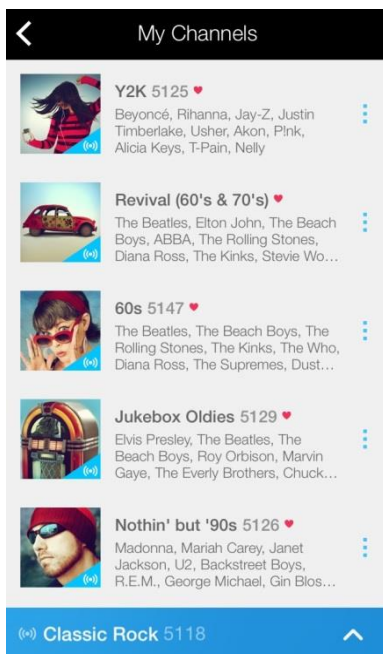 My Channels
Y2K 5125
Beyoncé, Rihanna, Jay-Z, Justin
Timberlake, Usher, Akon, P!nk,
Alicia Keys, T-Pain, Nelly
Revival (60's & 70's)
The Beatles, Elton John, The Beach
Boys, ABBA, The Rolling Stones,
Diana Ross, The Kinks, Stevie Wo...
60s 5147
The Beatles, The Beach Boys, The
Rolling Stones, The Kinks, The Who,
Diana Ross, The Supremes, Dust...
Jukebox Oldies 5129
Elvis Presley, The Beatles, The
Beach Boys, Roy Orbison, Marvin
Gaye, The Everly Brothers, Chuck...
Nothin' but '90s 5126
Madonna, Mariah Carey, Janet
Jackson, U2, Backstreet Boys,
R.E.M., George Michael, Gin Blos...
Classic Rock 5118